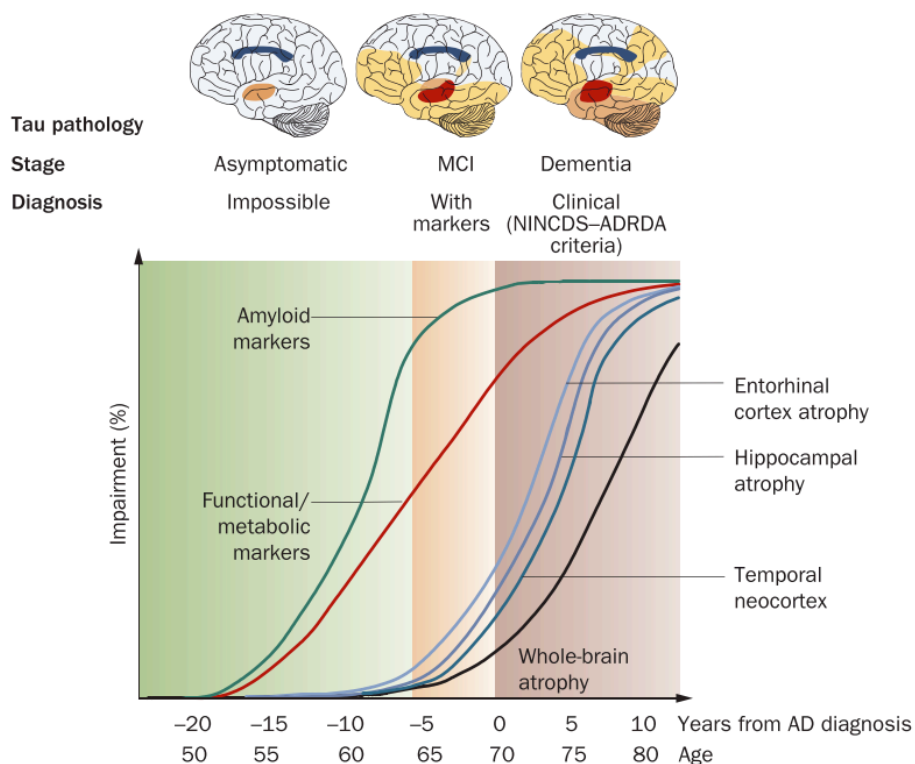 Tau pathology
Stage Asymptomatic MCI Dementia
Diagnosis Impossible With markers Clinical (NINCDS–ADRDA criteria)
Amyloid
markers
Entorhinal
cortex atrophy
Impairment (%)
Hippocampal
atrophy
Functional/
metabolic
markers
Temporal
neocortex
Whole-brain
atrophy
–20 –15 –10 –5 0 5 10 Years from AD diagnosis
50 55 60 65 70 75 80 Age